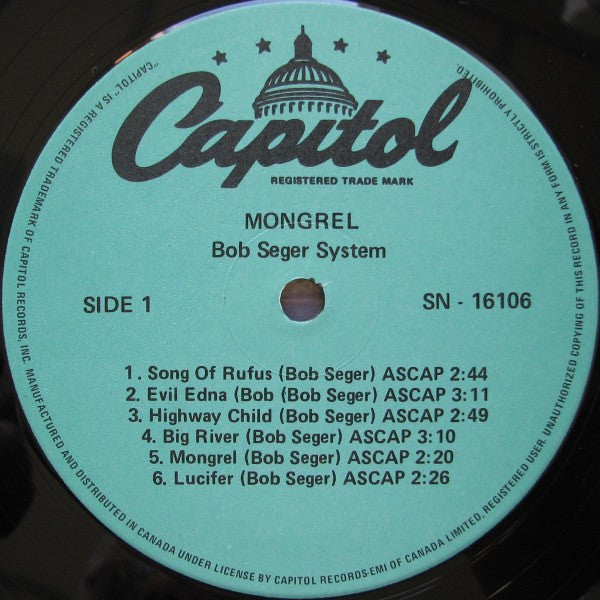 Capitol
REGISTERED TRADE MARK
MONGREL
Bob Seger System
SIDE 1
SN - 16106
1. Song Of Rufus (Bob Seger) ASCAP 2:44
2. Evil Edna (Bob (Bob Seger) ASCAP 3:11
3. Highway Child (Bob Seger) ASCAP 2:49
4. Big River (Bob Seger) ASCAP 3:10
5. Mongrel (Bob Seger) ASCAP 2:20
6. Lucifer (Bob Seger) ASCAP 2:26
"CAPITOL" IS A REGISTERED TRADEMARK OF CAPITOL RECORDS, INC. MANUFACTURED AND DISTRIBUTED IN CANADA UNDER LICENSE BY CAPITOL RECORDS-EMI OF CANADA LIMITED. REGISTERED USER. UNAUTHORIZED COPYING OF THIS RECORD IN ANY FORM IS STRICTLY PROHIBITED.